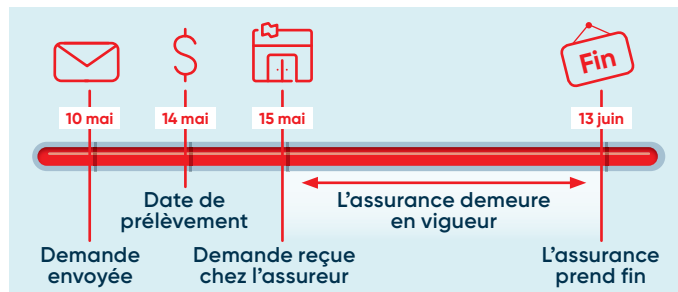 $
Fin
10 mai
14 mai
15 mai
13 juin
Date de
prélèvement
L'assurance demeure
en vigueur
Demande
envoyée
Demande reçue
chez l'assureur
L'assurance
prend fin